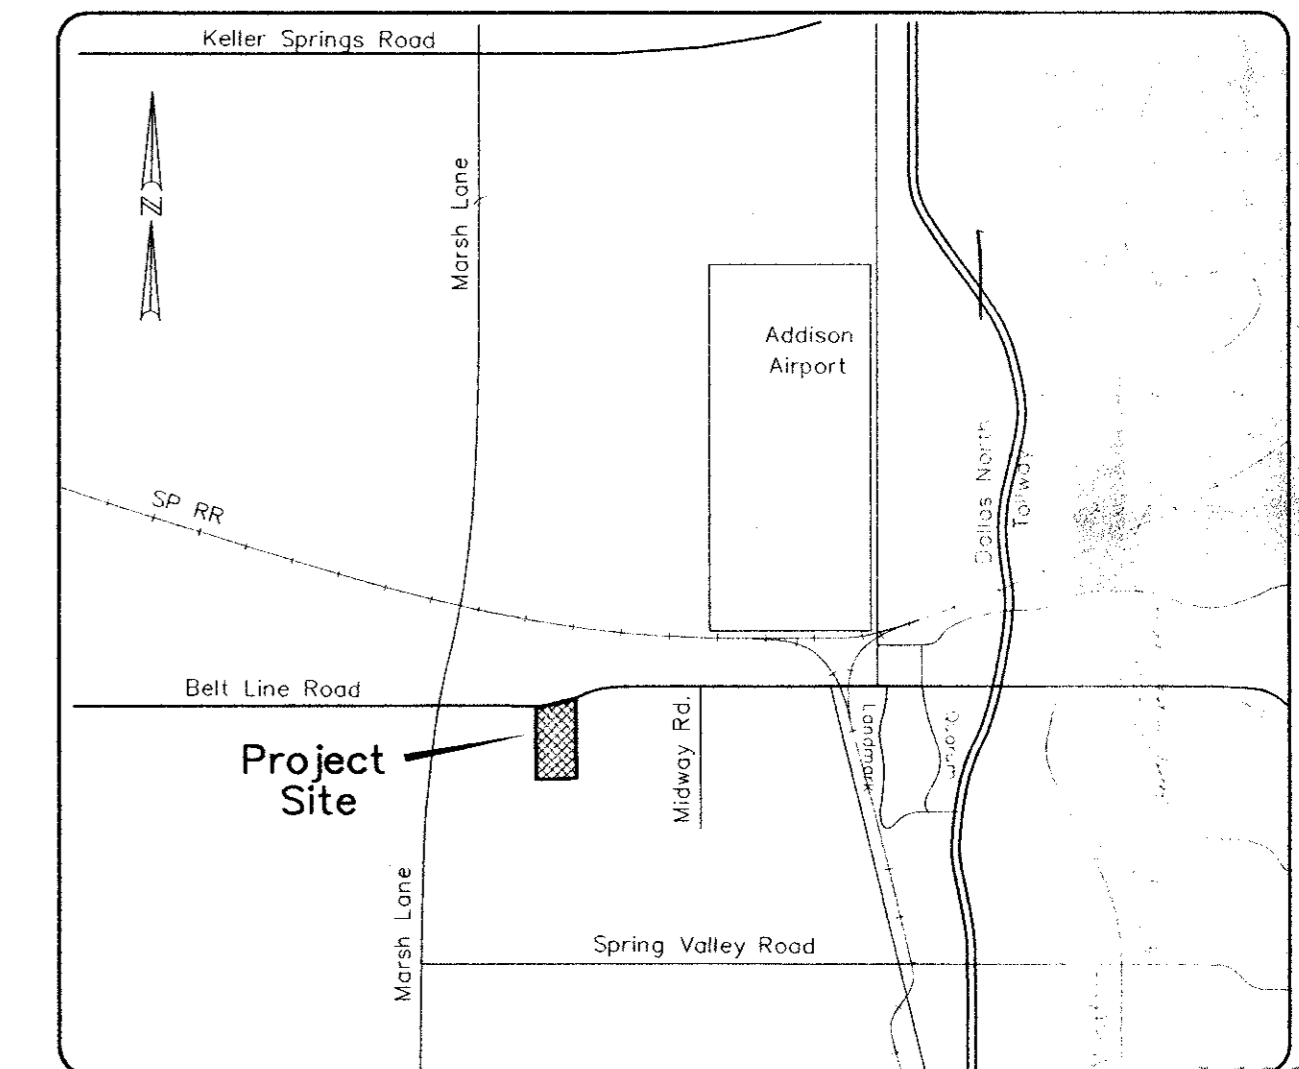 Keller Springs Road
N
Marsh Lane
Addison
Airport
Dallas North
Tollway
SP RR
Belt Line Road
Midway Rd.
Landmark
Quorum
Project
Site
Marsh Lane
Spring Valley Road